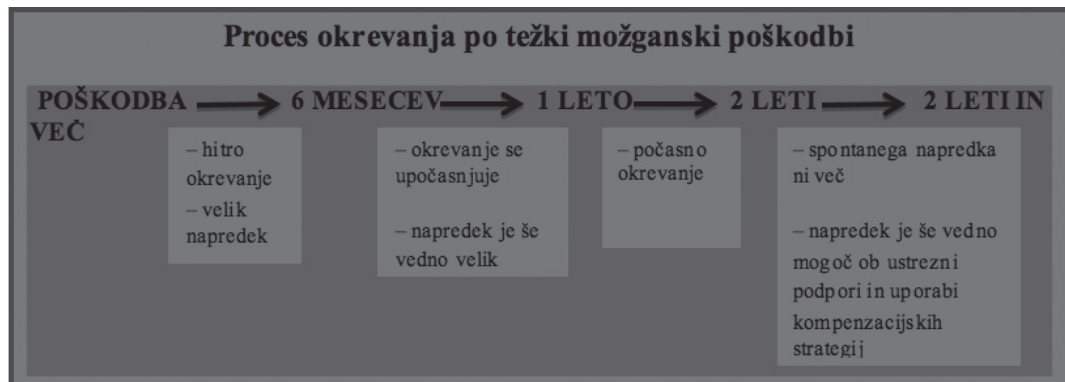 Proces okrevanja po težki možganski poškodbi
POŠKODBA 6 MESECEV 1 LETO 2 LETI 2 LETI IN
VEČ
– hitro
okrevanje
– velik
napredek
– okrevanje se
upočasnjuje
– napredek je še
vedno velik
– počasno
okrevanje
– spontanega napredka
ni več
– napredek je še vedno
mogoč ob ustrezni
podpori in uporabi
kompenzacijskih
strategij